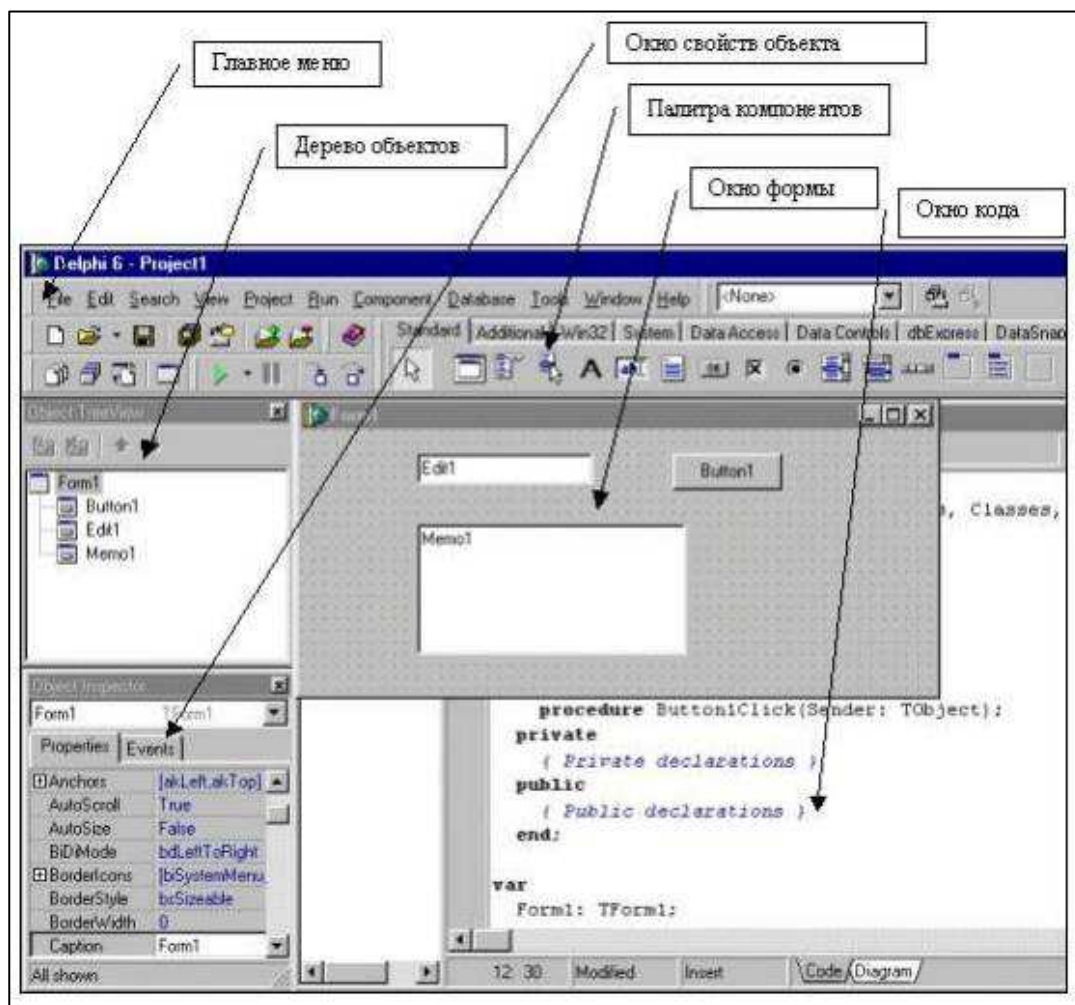 Главное меню
Окно свойств объекта
Палитра компонентов
Дерево объектов
Окно формы
Окно кода
Delphi 6 - Project1
File Edit Search View Project Run Component Database Tools Window Help <None>
Standard Additional Win32 System Data Access Data Controls dbExpress DataSnap
Object TreeView
Form1
Button1
Edit1
Memo1
Form1
Edit1
Button1
Memo1
, Classes,
Object Inspector
Form1 TForm1
Properties Events
Anchors [akLeft,akTop]
AutoScroll True
AutoSize False
BiDiMode bdLeftToRight
BorderIcons [biSystemMenu,
BorderStyle bsSizeable
BorderWidth 0
Caption Form1
All shown
procedure Button1Click(Sender: TObject);
private
{ Private declarations }
public
{ Public declarations }
end;
var
Form1: TForm1;
12: 30 Modified Insert Code Diagram